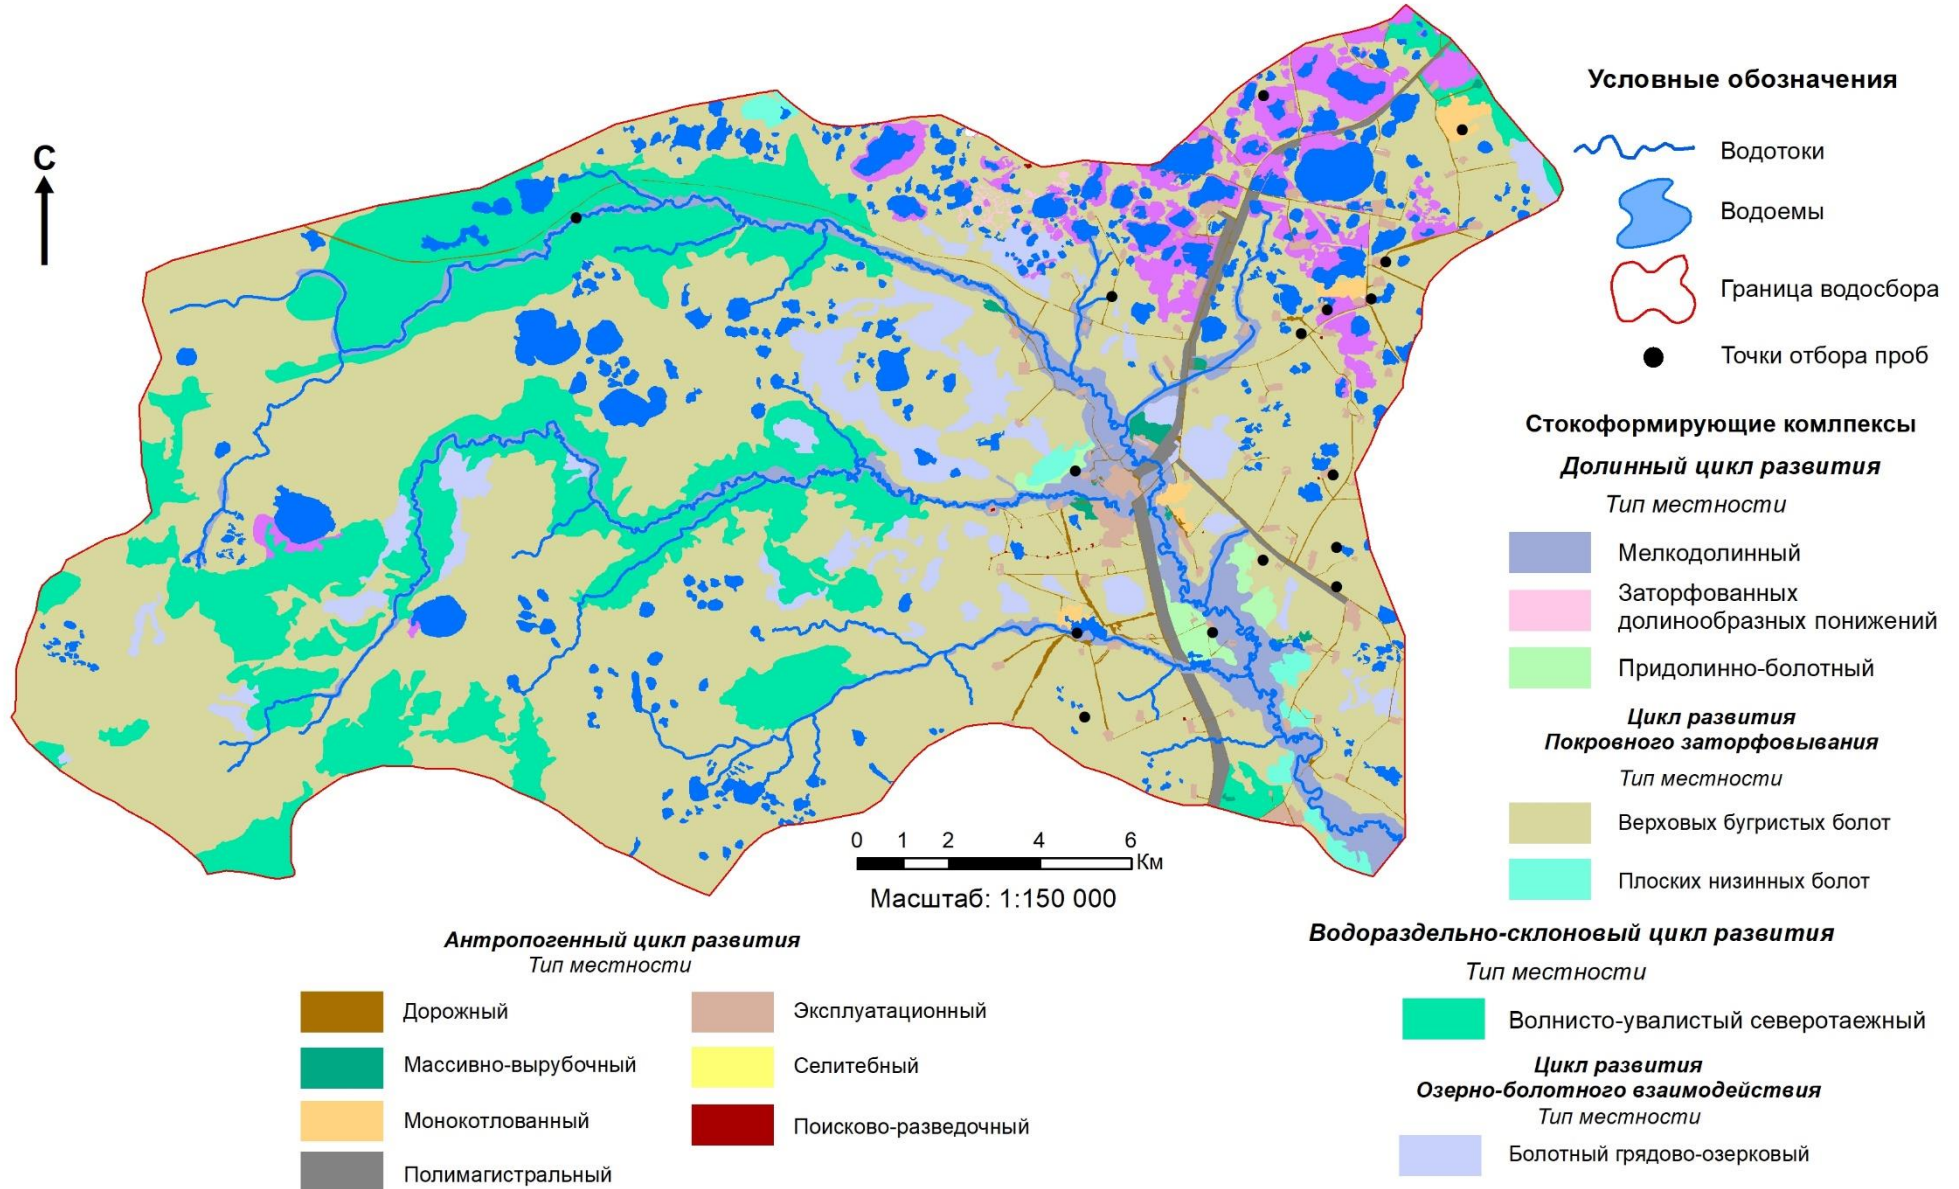 С
Условные обозначения
Водотоки
Водоемы
Граница водосбора
Точки отбора проб
Стокоформирующие комлпексы
Долинный цикл развития
Тип местности
Мелкодолинный
Заторфованных
долинообразных понижений
Придолинно-болотный
Цикл развития
Покровного заторфовывания
Тип местности
Верховых бугристых болот
Плоских низинных болот
0 1 2 4 6
Км
Масштаб: 1:150 000
Антропогенный цикл развития
Тип местности
Дорожный
Массивно-вырубочный
Монокотлованный
Полимагистральный
Эксплуатационный
Селитебный
Поисково-разведочный
Водораздельно-склоновый цикл развития
Тип местности
Волнисто-увалистый северотаежный
Цикл развития
Озерно-болотного взаимодействия
Тип местности
Болотный грядово-озерковый